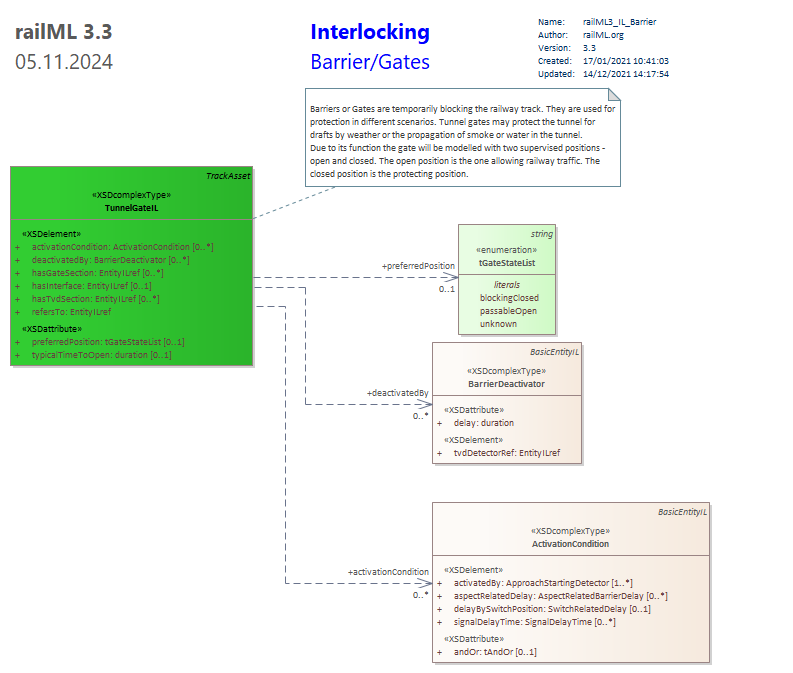 railML 3.3
05.11.2024
Interlocking
Barrier/Gates
Name: railML3_IL_Barrier
Author: railML.org
Version: 3.3
Created: 17/01/2021 10:41:03
Updated: 14/12/2021 14:17:54
Barriers or Gates are temporarily blocking the railway track. They are used for
protection in different scenarios. Tunnel gates may protect the tunnel for
drafts by weather or the propagation of smoke or water in the tunnel.
Due to its function the gate will be modelled with two supervised positions -
open and closed. The open position is the one allowing railway traffic. The
closed position is the protecting position.
TrackAsset
«XSDcomplexType»
TunnelGateIL
«XSDelement»
+ activationCondition: ActivationCondition [0..*]
+ deactivatedBy: BarrierDeactivator [0..*]
+ hasGateSection: EntityILref [0..*]
+ hasInterface: EntityILref [0..1]
+ hasTvdSection: EntityILref [0..*]
+ refersTo: EntityILref
«XSDattribute»
+ preferredPosition: tGateStateList [0..1]
+ typicalTimeToOpen: duration [0..1]
+preferredPosition
0..1
string
«enumeration»
tGateStateList
literals
blockingClosed
passableOpen
unknown
+deactivatedBy
0..*
BasicEntityIL
«XSDcomplexType»
BarrierDeactivator
«XSDattribute»
+ delay: duration
«XSDelement»
+ tvdDetectorRef: EntityILref
+activationCondition
0..*
BasicEntityIL
«XSDcomplexType»
ActivationCondition
«XSDelement»
+ activatedBy: ApproachStartingDetector [1..*]
+ aspectRelatedDelay: AspectRelatedBarrierDelay [0..*]
+ delayBySwitchPosition: SwitchRelatedDelay [0..1]
+ signalDelayTime: SignalDelayTime [0..*]
«XSDattribute»
+ andOr: tAndOr [0..1]